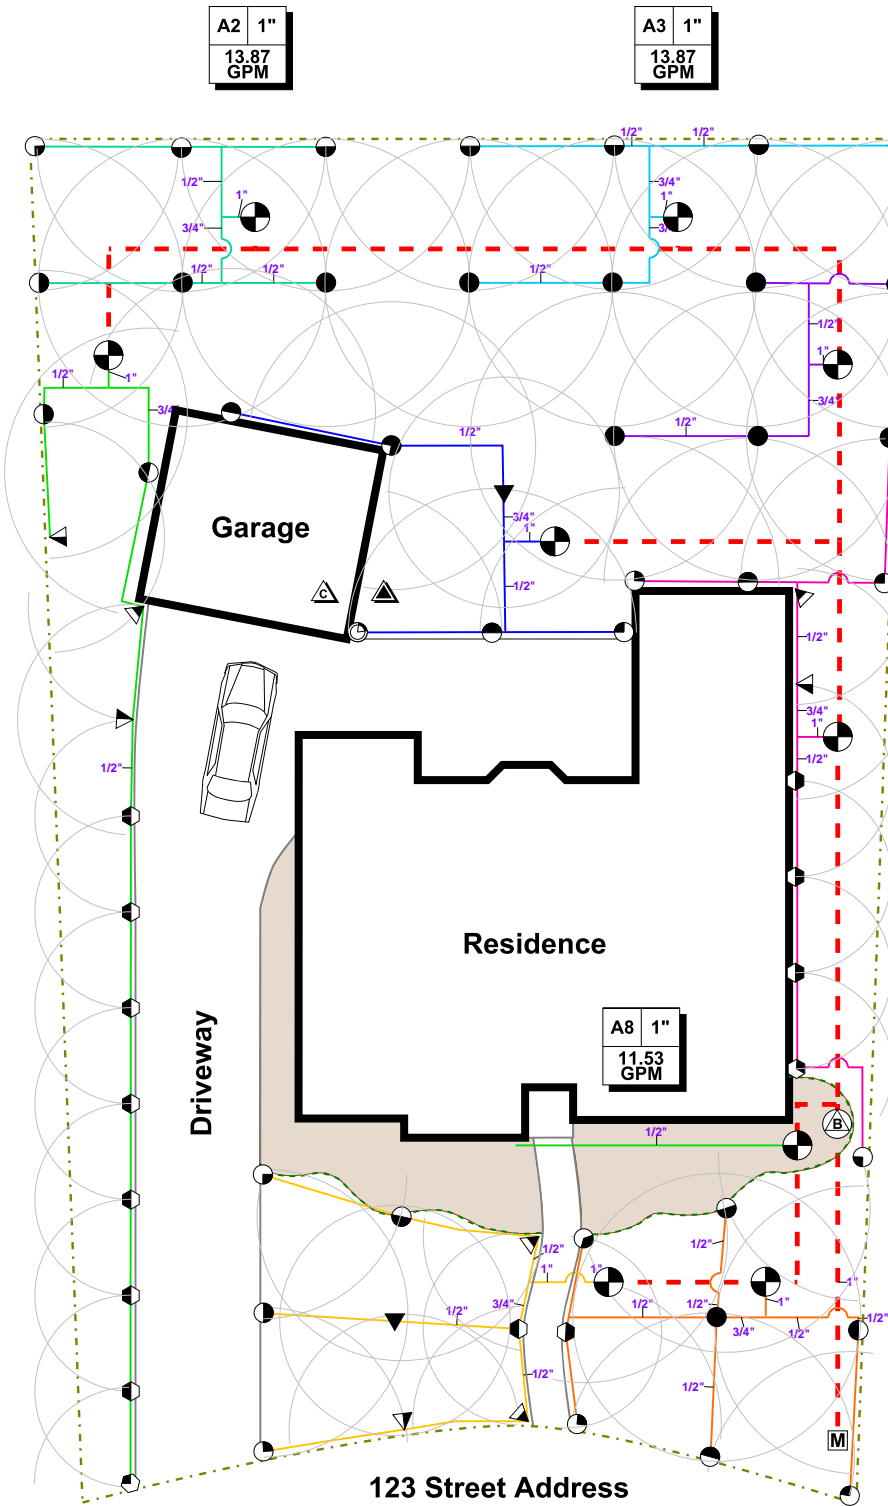 A2 1"
13.87
GPM
A3 1"
13.87
GPM
1/2" 1/2"
1/2" 3/4"
1" 1"
3/4" 3/4"
1/2" 1/2" 1/2"
1/2"
1/2" 1" 1"
3/4" 3/4"
1/2"
1/2"
3/4"
1"
Garage
1/2"
C
1/2"
3/4"
1"
1/2"
1/2"
Residence
A8 1"
11.53
GPM
Driveway
B
1/2"
1/2"
1/2"
1" 1" 1"
3/4" 1/2" 1/2" 1"
1/2" 3/4" 1/2" 1/2"
1/2" 1/2"
M
123 Street Address